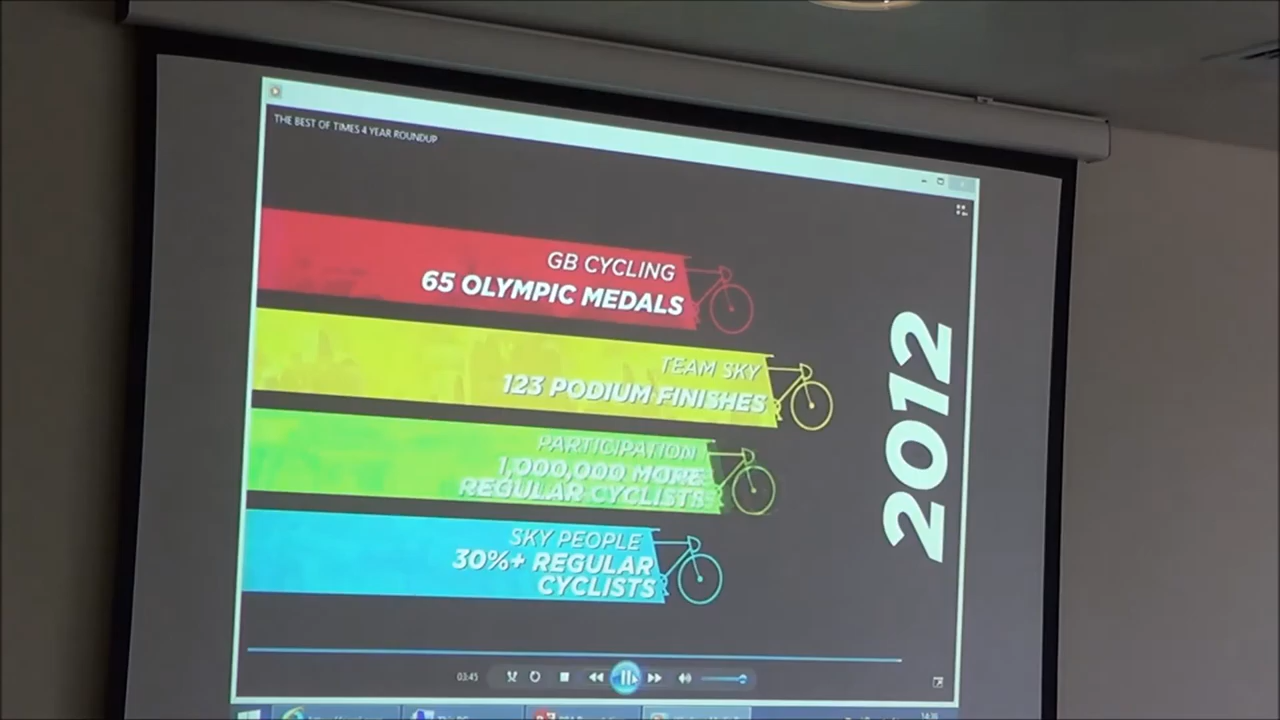 THE BEST OF TIMES 4 YEAR ROUNDUP
GB CYCLING
65 OLYMPIC MEDALS
TEAM SKY
123 PODIUM FINISHES
PARTICIPATION
1,000,000 MORE
REGULAR CYCLISTS
SKY PEOPLE
30%+ REGULAR
CYCLISTS
2012
03:45